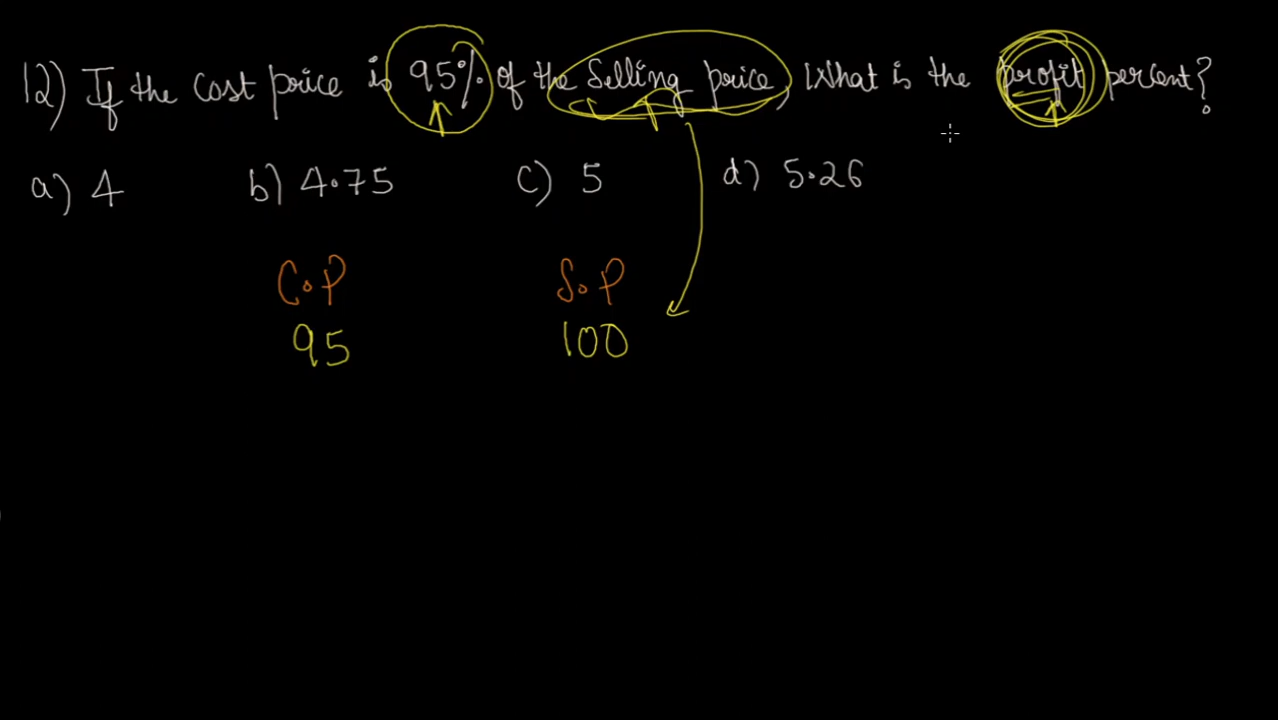 12) If the cost price is 95% of the Selling price, What is the profit percent?
a) 4 b) 4.75 c) 5 d) 5.26
C.P S.P
95 100